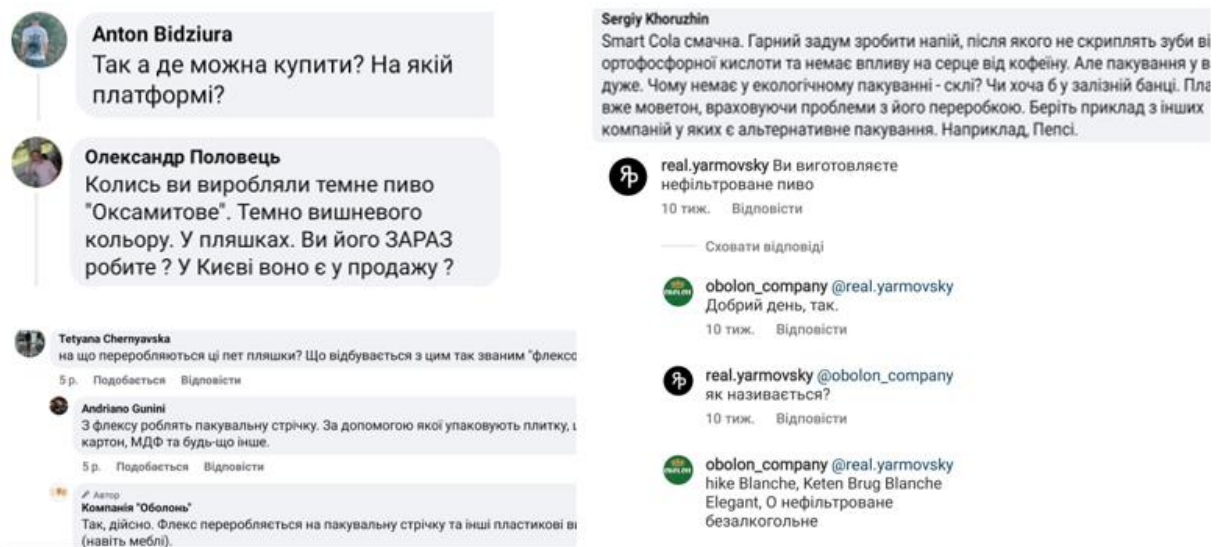 Anton Bidziura
Так а де можна купити? На якій
платформі?
Олександр Половець
Колись ви виробляли темне пиво
"Оксамитове". Темно вишневого
кольору. У пляшках. Ви його ЗАРАЗ
робите ? У Києві воно є у продажу ?
Tetyana Chernyavska
на що переробляються ці пет пляшки? Що відбувається з цим так званим "флексо
5 р. Подобається Відповісти
Andriano Gunini
З флексу роблять пакувальну стрічку. За допомогою якої упаковують плитку,
картон, МДФ та будь-що інше.
5 р. Подобається Відповісти
Автор
Компанія "Оболонь"
Так, дійсно. Флекс переробляється на пакувальну стрічку та інші пластикові
(навіть меблі).
Sergiy Khoruzhin
Smart Cola смачна. Гарний задум зробити напій, після якого не скриплять зуби ві
ортофосфорної кислоти та немає впливу на серце від кофеїну. Але пакування у в
дуже. Чому немає у екологічному пакуванні - склі? Чи хоча б у залізній банці. Пла
вже моветон, враховуючи проблеми з його переробкою. Беріть приклад з інших
компаній у яких є альтернативне пакування. Наприклад, Пепсі.
ЯР
real.yarmovsky Ви виготовляєте
нефільтроване пиво
10 тиж. Відповісти
Сховати відповіді
obolon_company @real.yarmovsky
Добрий день, так.
10 тиж. Відповісти
ЯР
real.yarmovsky @obolon_company
як називається?
10 тиж. Відповісти
obolon_company @real.yarmovsky
hike Blanche, Keten Brug Blanche
Elegant, О нефільтроване
безалкогольне